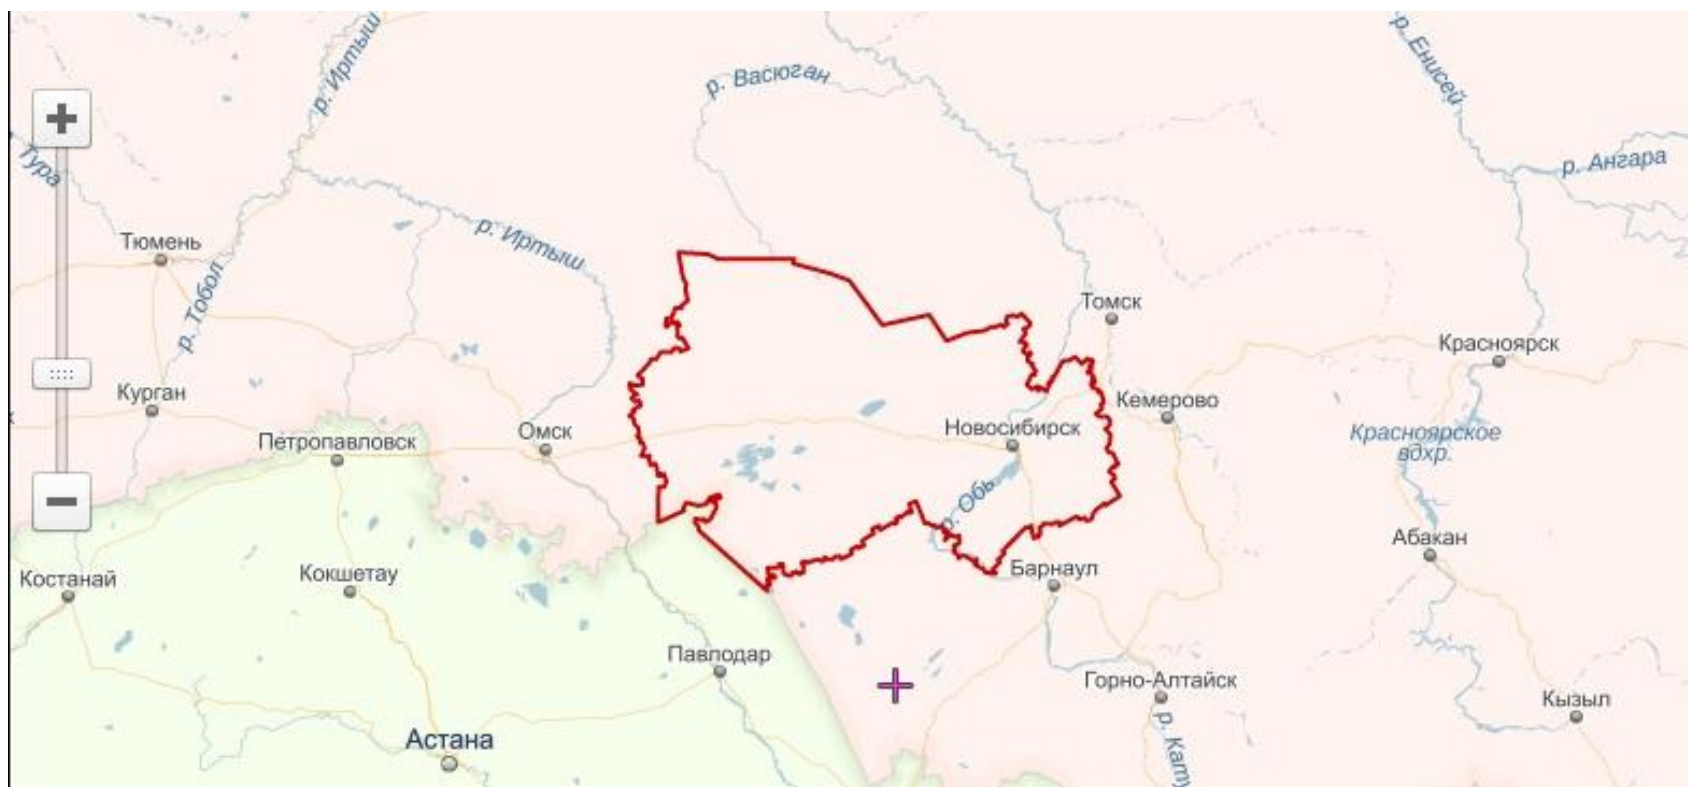 р. Енисей
р. Иртыш
р. Васюган
Тура
р. Ангара
р. Иртыш
Тюмень
р. Тобол
Томск
Красноярск
Курган
Кемерово
Новосибирск
Омск
Петропавловск
Красноярское
вдхр.
р. Обь
Абакан
Костанай
Кокшетау
Барнаул
Павлодар
Горно-Алтайск
Кызыл
Астана
р. Кату